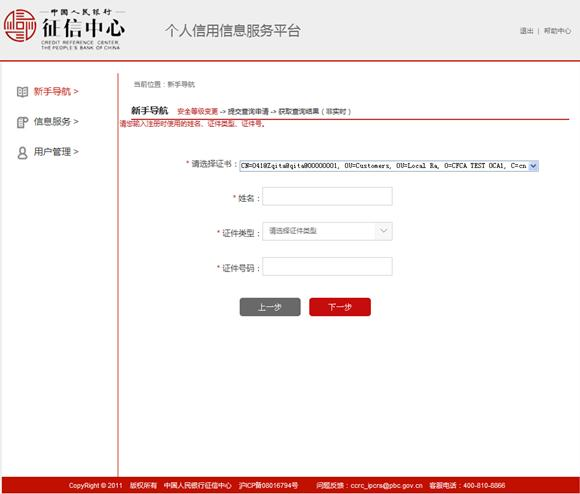 中国人民银行
征信中心
CREDIT REFERENCE CENTER,
THE PEOPLE'S BANK OF CHINA
个人信用信息服务平台
退出 | 帮助中心
新手导航 >
信息服务 >
用户管理 >
当前位置：新手导航
新手导航 安全等级变更 -> 提交查询申请 -> 获取查询结果（非实时）
请您输入注册时使用的姓名、证件类型、证件号。
* 请选择证书： CN=041@Zqita@qita@00000001, OU=Customers, OU=Local Ra, O=CFCA TEST OCA1, C=cn
* 姓名：
* 证件类型： 请选择证件类型
* 证件号码：
上一步 下一步
CopyRight © 2011 版权所有 中国人民银行征信中心 沪ICP备08016794号 问题反馈：ccrc_ipcrs@pbc.gov.cn 客服电话：400-810-8866